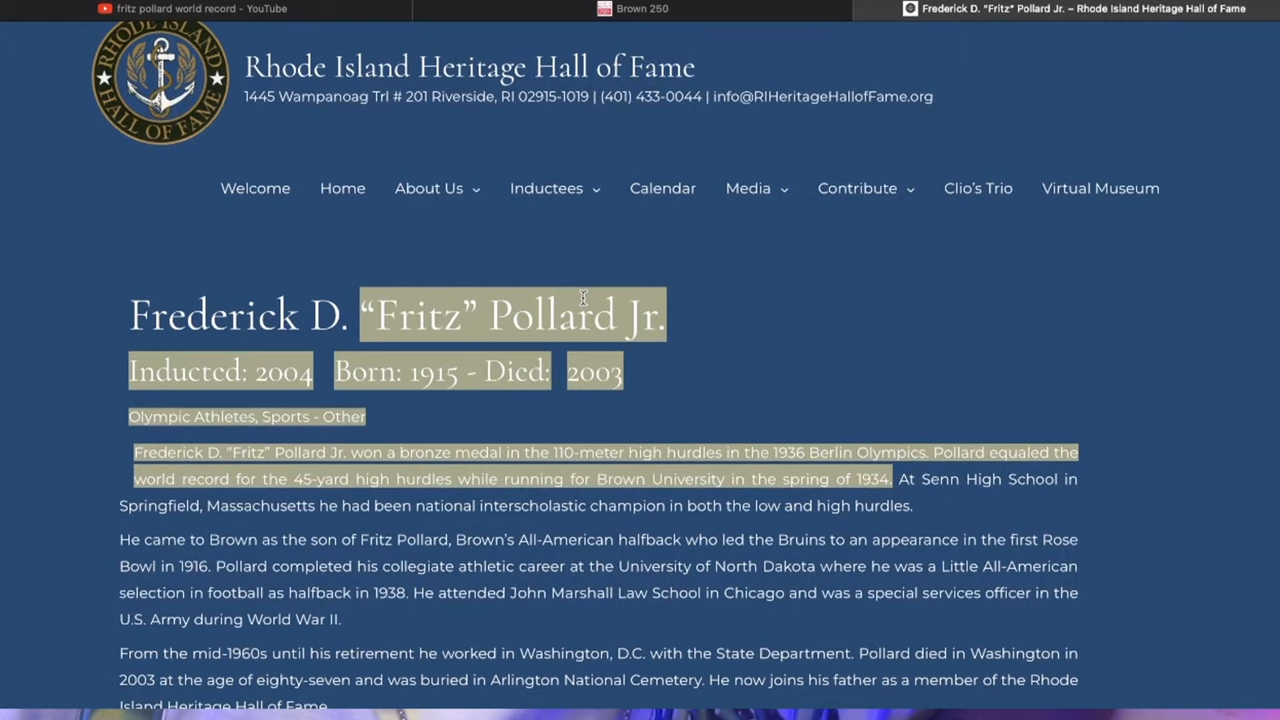 fritz pollard world record - YouTube
Brown 250
Frederick D. "Fritz" Pollard Jr. – Rhode Island Heritage Hall of Fame
RHODE ISLAND
HALL OF FAME
Rhode Island Heritage Hall of Fame
1445 Wampanoag Trl # 201 Riverside, RI 02915-1019 | (401) 433-0044 | info@RIHeritageHallofFame.org
Welcome Home About Us Inductees Calendar Media Contribute Clio's Trio Virtual Museum
Frederick D. “Fritz” Pollard Jr.
Inducted: 2004 Born: 1915 - Died: 2003
Olympic Athletes, Sports - Other
Frederick D. “Fritz” Pollard Jr. won a bronze medal in the 110-meter high hurdles in the 1936 Berlin Olympics. Pollard equaled the
world record for the 45-yard high hurdles while running for Brown University in the spring of 1934. At Senn High School in
Springfield, Massachusetts he had been national interscholastic champion in both the low and high hurdles.
He came to Brown as the son of Fritz Pollard, Brown’s All-American halfback who led the Bruins to an appearance in the first Rose
Bowl in 1916. Pollard completed his collegiate athletic career at the University of North Dakota where he was a Little All-American
selection in football as halfback in 1938. He attended John Marshall Law School in Chicago and was a special services officer in the
U.S. Army during World War II.
From the mid-1960s until his retirement he worked in Washington, D.C. with the State Department. Pollard died in Washington in
2003 at the age of eighty-seven and was buried in Arlington National Cemetery. He now joins his father as a member of the Rhode
Island Heritage Hall of Fame.